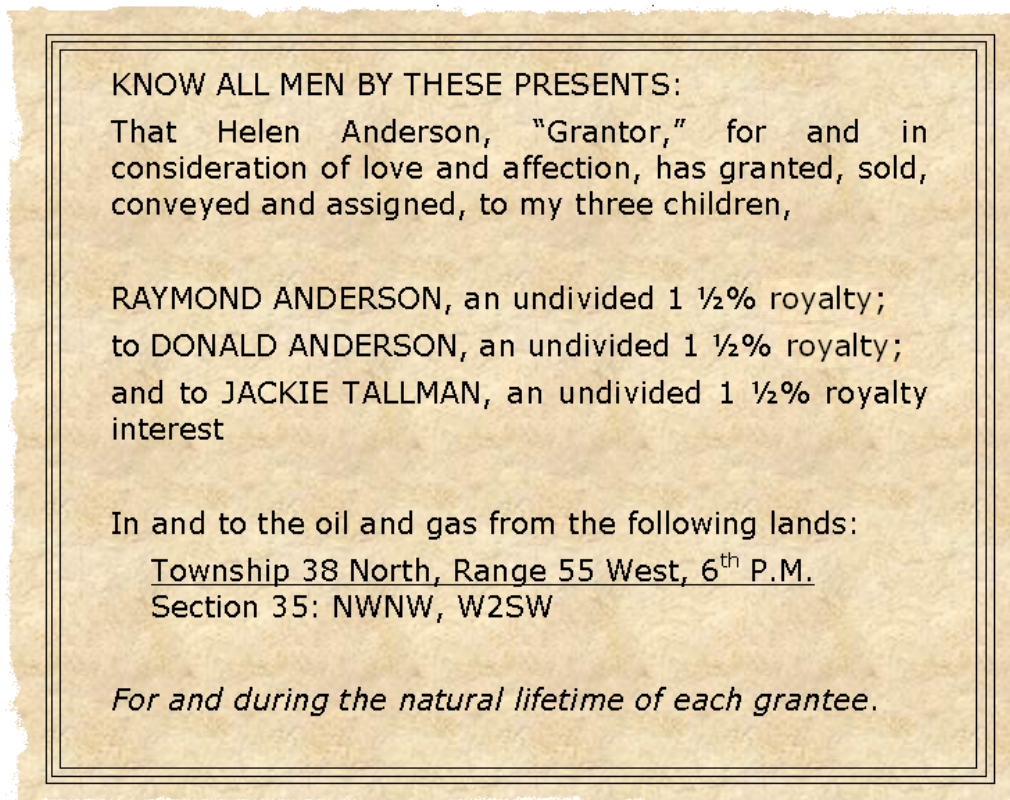 KNOW ALL MEN BY THESE PRESENTS:
That Helen Anderson, “Grantor,” for and in
consideration of love and affection, has granted, sold,
conveyed and assigned, to my three children,
RAYMOND ANDERSON, an undivided 1 ½% royalty;
to DONALD ANDERSON, an undivided 1 ½% royalty;
and to JACKIE TALLMAN, an undivided 1 ½% royalty
interest
In and to the oil and gas from the following lands:
Township 38 North, Range 55 West, 6th P.M.
Section 35: NWNW, W2SW
For and during the natural lifetime of each grantee.